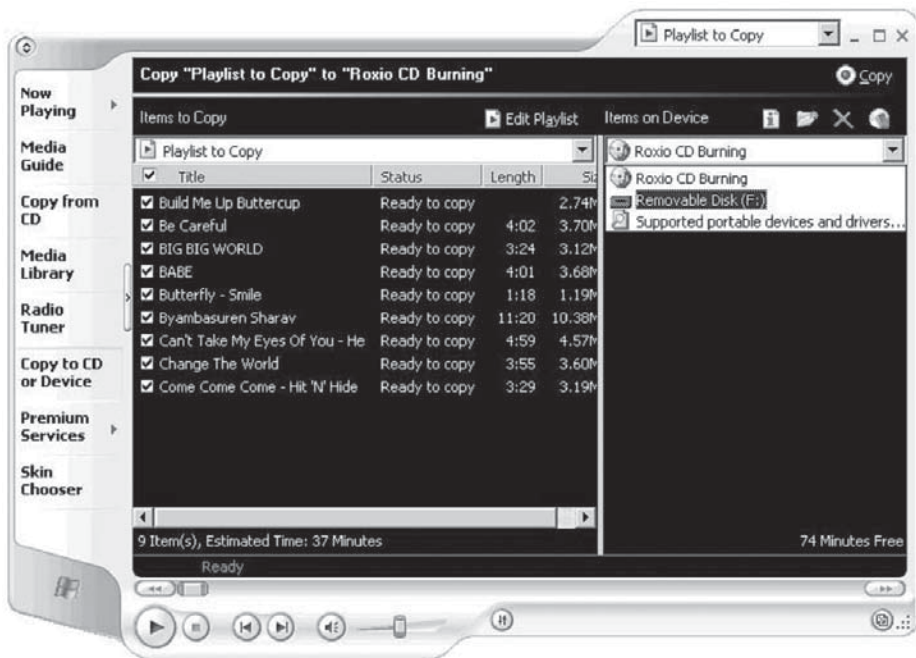 Playlist to Copy
Copy "Playlist to Copy" to "Roxio CD Burning"
Copy
Now Playing
Media Guide
Copy from CD
Media Library
Radio Tuner
Copy to CD or Device
Premium Services
Skin Chooser
Items to Copy
Edit Playlist
Items on Device
Playlist to Copy
Roxio CD Burning
Title Status Length Siz
Roxio CD Burning
Removable Disk (F:)
Supported portable devices and drivers...
Build Me Up Buttercup Ready to copy 2.74M
Be Careful Ready to copy 4:02 3.70M
BIG BIG WORLD Ready to copy 3:24 3.12M
BABE Ready to copy 4:01 3.68M
Butterfly - Smile Ready to copy 1:18 1.19M
Byambasuren Sharav Ready to copy 11:20 10.38M
Can't Take My Eyes Of You - He Ready to copy 4:59 4.57M
Change The World Ready to copy 3:55 3.60M
Come Come Come - Hit 'N' Hide Ready to copy 3:29 3.19M
9 Item(s), Estimated Time: 37 Minutes
74 Minutes Free
Ready